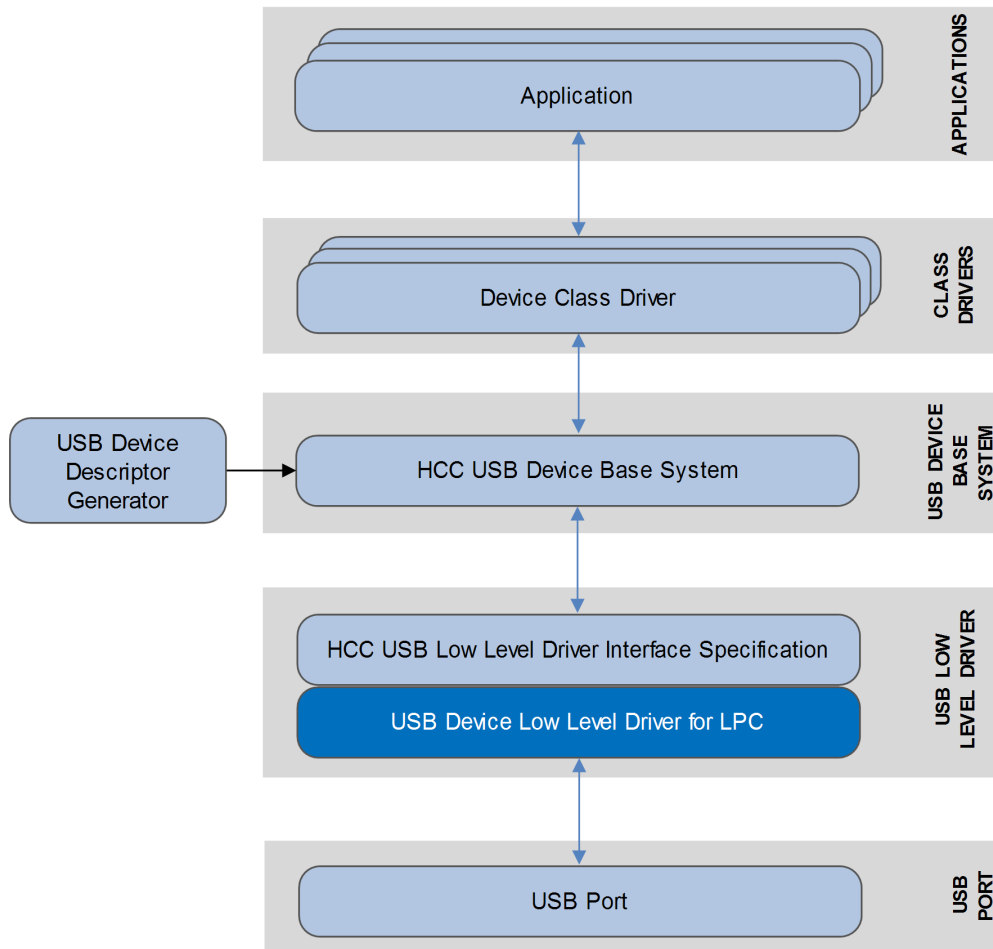 Application
APPLICATIONS
Device Class Driver
CLASS
DRIVERS
USB Device
Descriptor
Generator
HCC USB Device Base System
USB DEVICE
BASE
SYSTEM
HCC USB Low Level Driver Interface Specification
USB Device Low Level Driver for LPC
USB LOW
LEVEL DRIVER
USB Port
USB
PORT